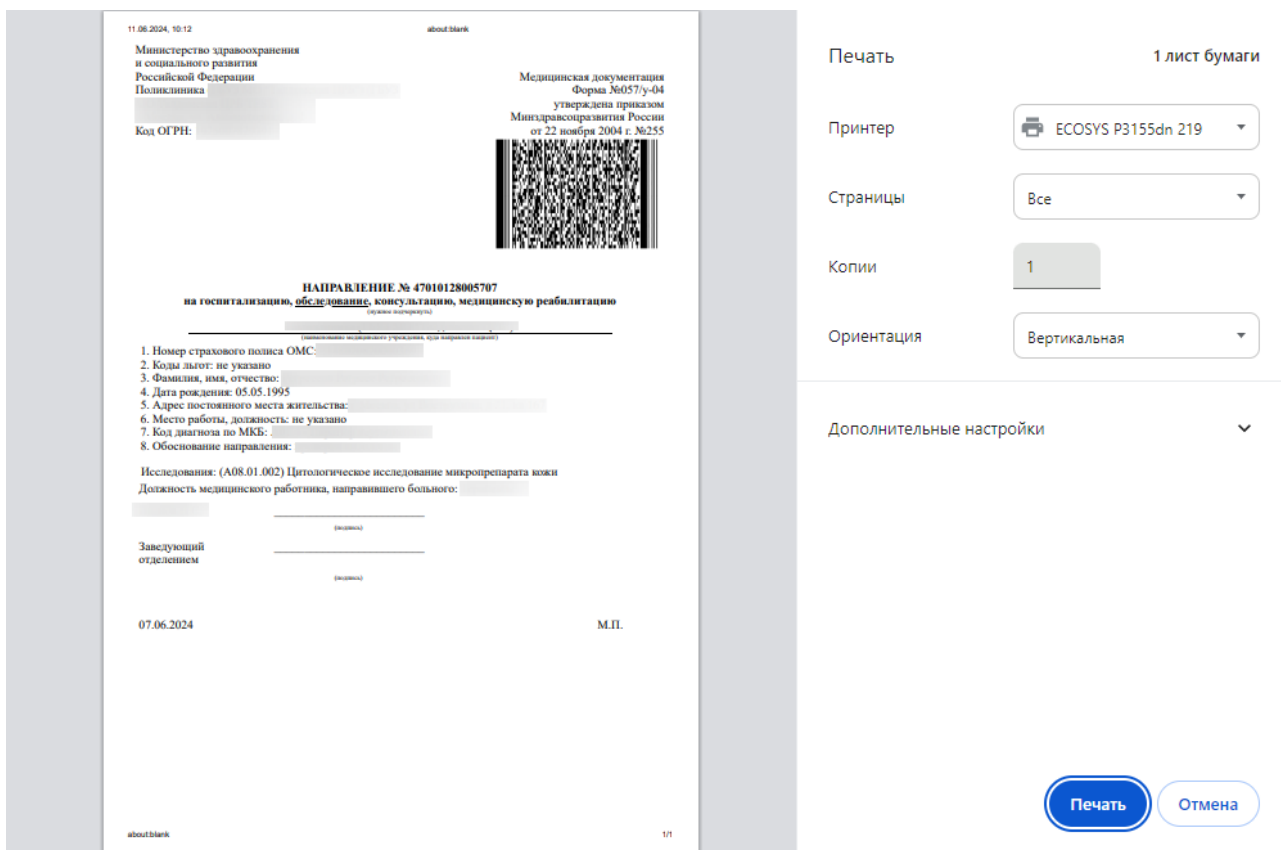 11.06.2024, 10:12
about:blank
Министерство здравоохранения
и социального развития
Российской Федерации
Поликлиника
Код ОГРН:
Медицинская документация
Форма №057/у-04
утверждена приказом
Минздравсоцразвития России
от 22 ноября 2004 г. №255
НАПРАВЛЕНИЕ № 47010128005707
на госпитализацию, обследование, консультацию, медицинскую реабилитацию
(нужное подчеркнуть)
(наименование медицинского учреждения, куда направлен пациент)
1. Номер страхового полиса ОМС:
2. Коды льгот: не указано
3. Фамилия, имя, отчество:
4. Дата рождения: 05.05.1995
5. Адрес постоянного места жительства:
6. Место работы, должность: не указано
7. Код диагноза по МКБ: .
8. Обоснование направления:
Исследования: (A08.01.002) Цитологическое исследование микропрепарата кожи
Должность медицинского работника, направившего больного:
(подпись)
Заведующий
отделением
(подпись)
07.06.2024
М.П.
about:blank
1/1
Печать
1 лист бумаги
Принтер
ECOSYS P3155dn 219
Страницы
Все
Копии
1
Ориентация
Вертикальная
Дополнительные настройки
Печать
Отмена